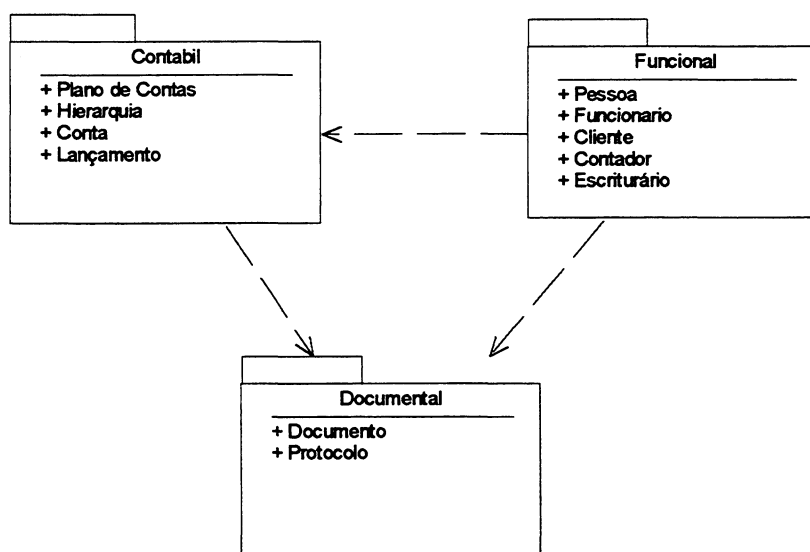 Contabil
+ Plano de Contas
+ Hierarquia
+ Conta
+ Lançamento
Funcional
+ Pessoa
+ Funcionario
+ Cliente
+ Contador
+ Escriturário
Documental
+ Documento
+ Protocolo